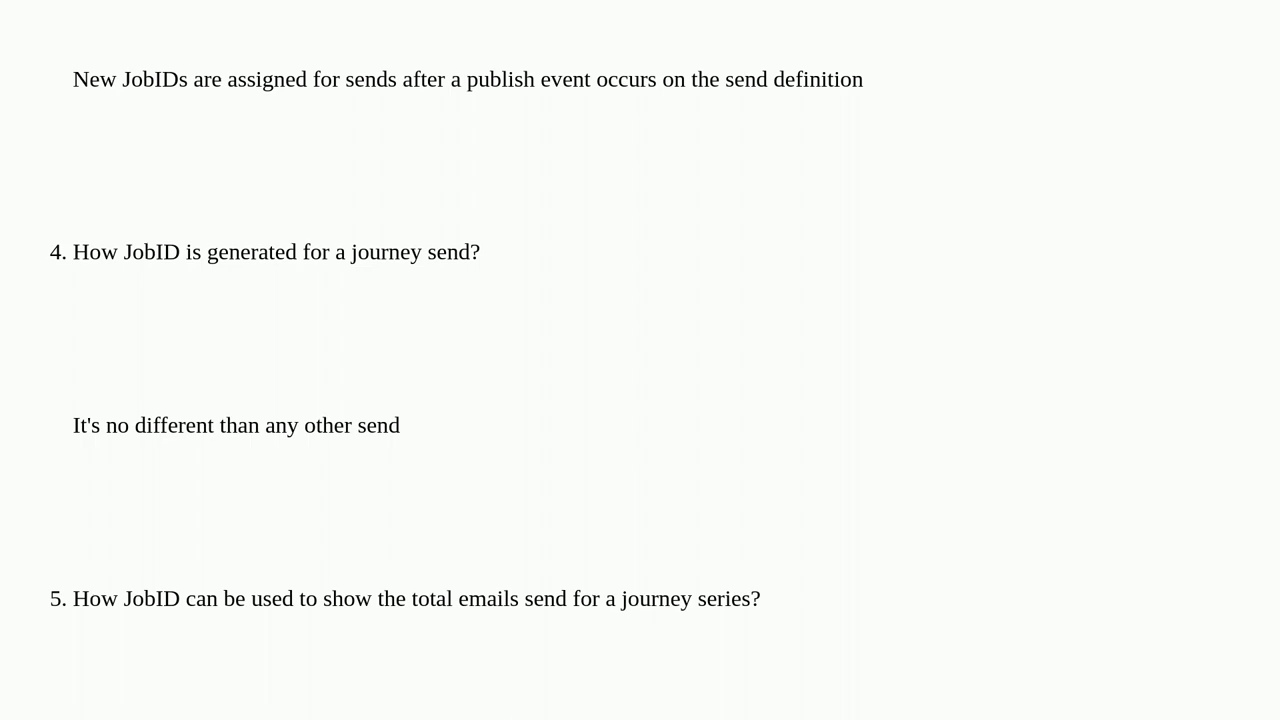 New JobIDs are assigned for sends after a publish event occurs on the send definition
4. How JobID is generated for a journey send?
It's no different than any other send
5. How JobID can be used to show the total emails send for a journey series?